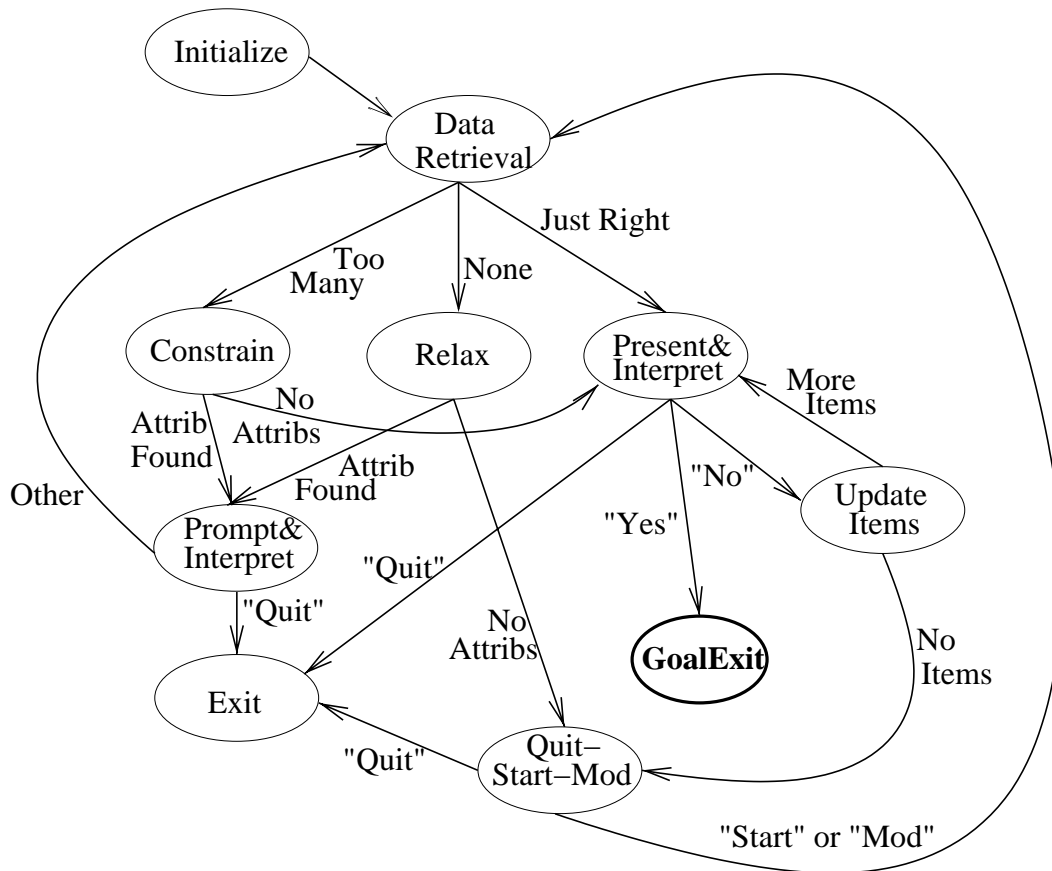 Initialize
Data
Retrieval
Just Right
Too
Many
None
Constrain
Relax
Present&
Interpret
More
Items
No
Attribs
Attrib
Found
Attrib
Found
Other
"No"
Update
Items
"Yes"
Prompt&
Interpret
"Quit"
"Quit"
No
Attribs
GoalExit
No
Items
Exit
"Quit"
Quit–
Start–Mod
"Start" or "Mod"